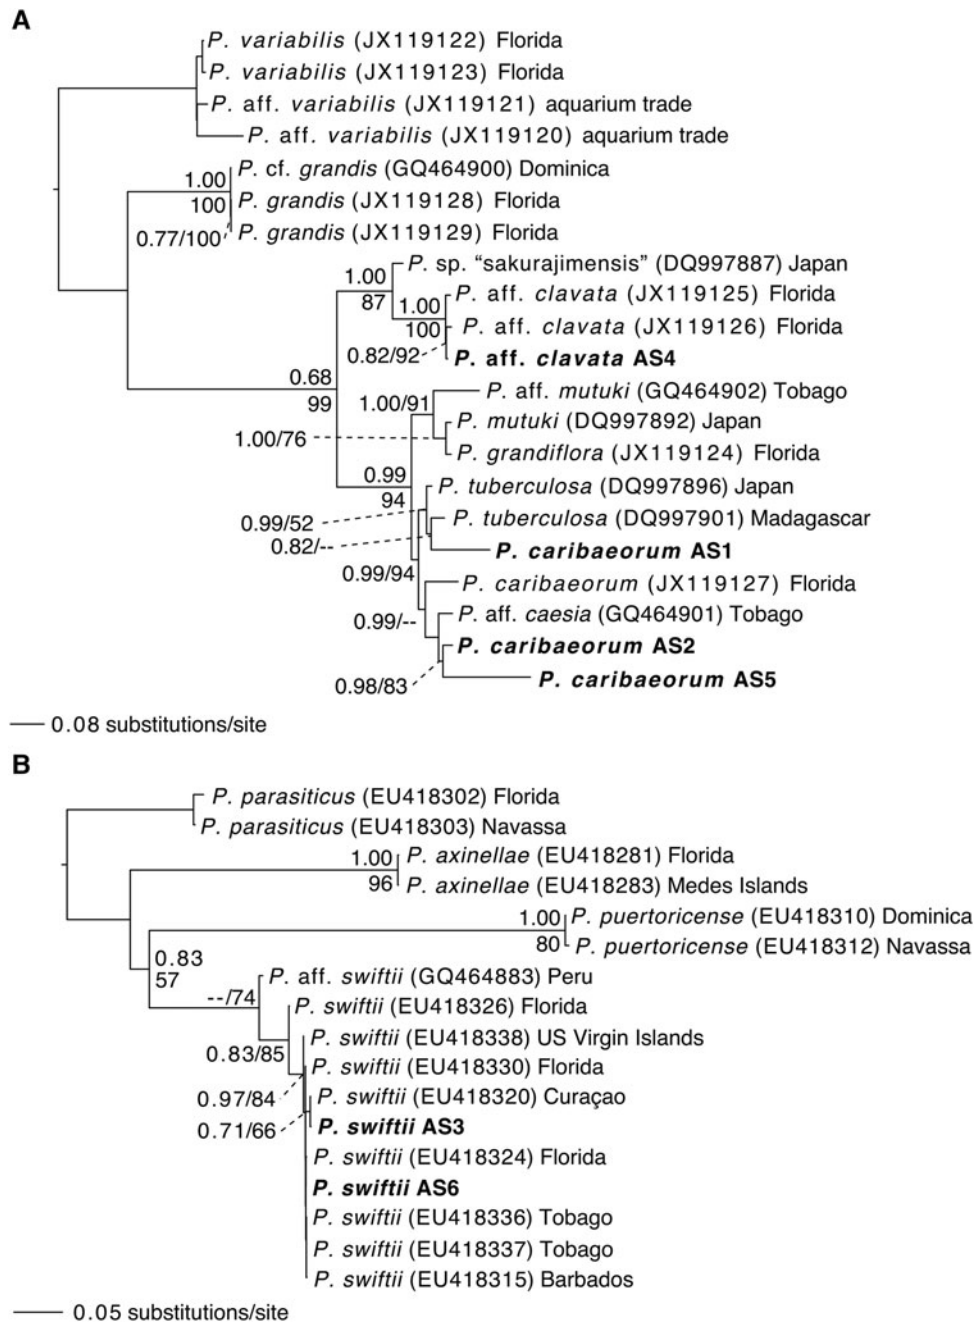 A
P. variabilis (JX119122) Florida
P. variabilis (JX119123) Florida
P. aff. variabilis (JX119121) aquarium trade
P. aff. variabilis (JX119120) aquarium trade
P. cf. grandis (GQ464900) Dominica
1.00
100
P. grandis (JX119128) Florida
0.77/100
P. grandis (JX119129) Florida
P. sp. “sakurajimensis” (DQ997887) Japan
1.00
87
P. aff. clavata (JX119125) Florida
1.00
100
P. aff. clavata (JX119126) Florida
0.82/92
P. aff. clavata AS4
0.68
99
P. aff. mutuki (GQ464902) Tobago
1.00/91
P. mutuki (DQ997892) Japan
1.00/76
P. grandiflora (JX119124) Florida
0.99
94
P. tuberculosa (DQ997896) Japan
0.99/52
P. tuberculosa (DQ997901) Madagascar
0.82/--
P. caribaeorum AS1
0.99/94
P. caribaeorum (JX119127) Florida
0.99/--
P. aff. caesia (GQ464901) Tobago
P. caribaeorum AS2
0.98/83
P. caribaeorum AS5
0.08 substitutions/site
B
P. parasiticus (EU418302) Florida
P. parasiticus (EU418303) Navassa
1.00
96
P. axinellae (EU418281) Florida
P. axinellae (EU418283) Medes Islands
1.00
80
P. puertoricense (EU418310) Dominica
P. puertoricense (EU418312) Navassa
0.83
57
P. aff. swiftii (GQ464883) Peru
--/74
P. swiftii (EU418326) Florida
0.83/85
P. swiftii (EU418338) US Virgin Islands
P. swiftii (EU418330) Florida
0.97/84
P. swiftii (EU418320) Curaçao
0.71/66
P. swiftii AS3
P. swiftii (EU418324) Florida
P. swiftii AS6
P. swiftii (EU418336) Tobago
P. swiftii (EU418337) Tobago
P. swiftii (EU418315) Barbados
0.05 substitutions/site